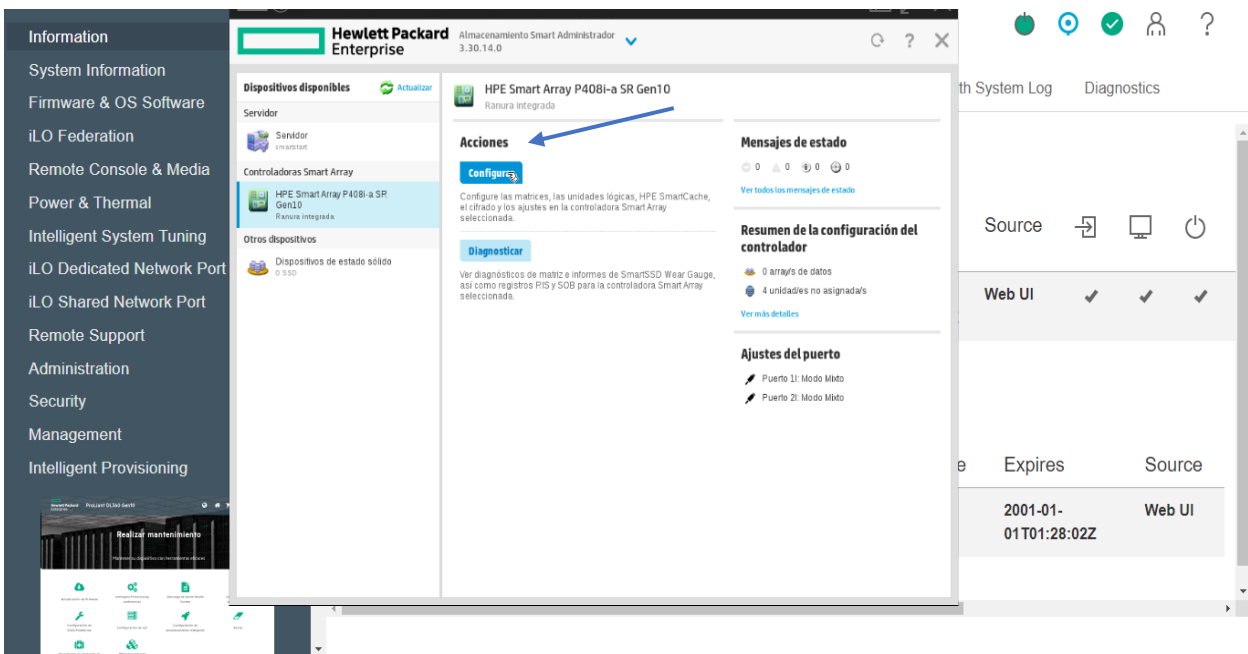 Information
System Information
Firmware & OS Software
iLO Federation
Remote Console & Media
Power & Thermal
Intelligent System Tuning
iLO Dedicated Network Port
iLO Shared Network Port
Remote Support
Administration
Security
Management
Intelligent Provisioning
ProLiant DL360 Gen10
Realizar mantenimiento
Hewlett Packard
Enterprise
Almacenamiento Smart Administrador
3.30.14.0
?
Dispositivos disponibles
Actualizar
Servidor
Servidor
smartstart
Controladoras Smart Array
HPE Smart Array P408i-a SR
Gen10
Ranura integrada
Otros dispositivos
Dispositivos de estado sólido
0 SSD
HPE Smart Array P408i-a SR Gen10
Ranura integrada
Acciones
Configurar
Configure las matrices, las unidades lógicas, HPE SmartCache,
el cifrado y los ajustes en la controladora Smart Array
seleccionada.
Diagnosticar
Ver diagnósticos de matriz e informes de SmartSSD Wear Gauge,
así como registros RIS y SOB para la controladora Smart Array
seleccionada.
Mensajes de estado
0 0 0 0
Ver todos los mensajes de estado
Resumen de la configuración del
controlador
0 array/s de datos
4 unidad/es no asignada/s
Ver más detalles
Ajustes del puerto
Puerto 1I: Modo Mixto
Puerto 2I: Modo Mixto
?
th System Log
Diagnostics
Source
Web UI
e
Expires
Source
2001-01-
01T01:28:02Z
Web UI